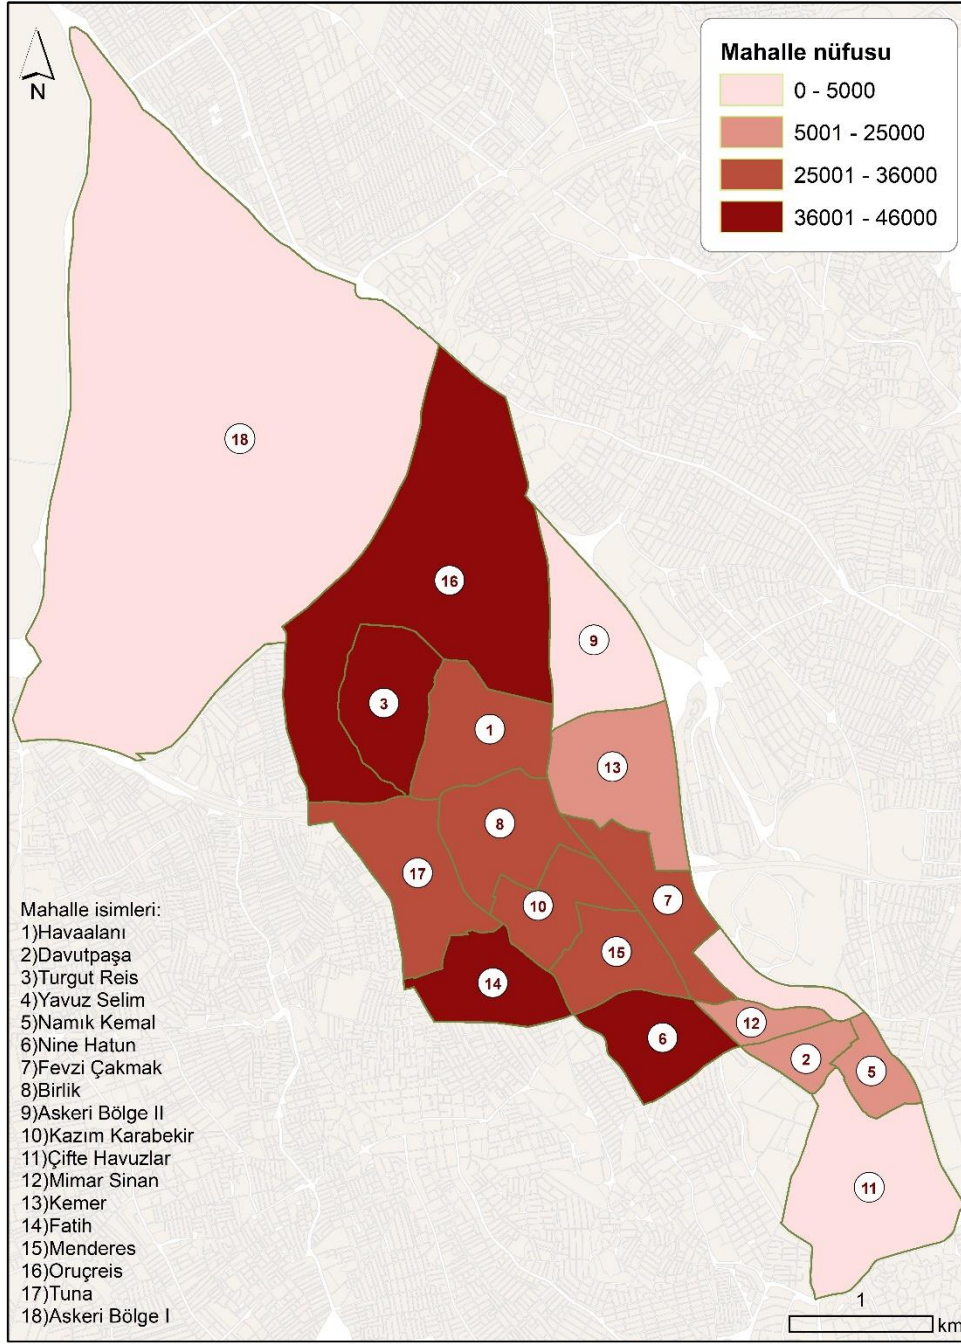 N
Mahalle nüfusu
0 - 5000
5001 - 25000
25001 - 36000
36001 - 46000
18
16
9
3
1
13
8
17
7
10
15
14
12
6
2
5
11
Mahalle isimleri:
1)Havaalanı
2)Davutpaşa
3)Turgut Reis
4)Yavuz Selim
5)Namık Kemal
6)Nine Hatun
7)Fevzi Çakmak
8)Birlik
9)Askeri Bölge II
10)Kazım Karabekir
11)Çifte Havuzlar
12)Mimar Sinan
13)Kemer
14)Fatih
15)Menderes
16)Oruçreis
17)Tuna
18)Askeri Bölge I
1
km